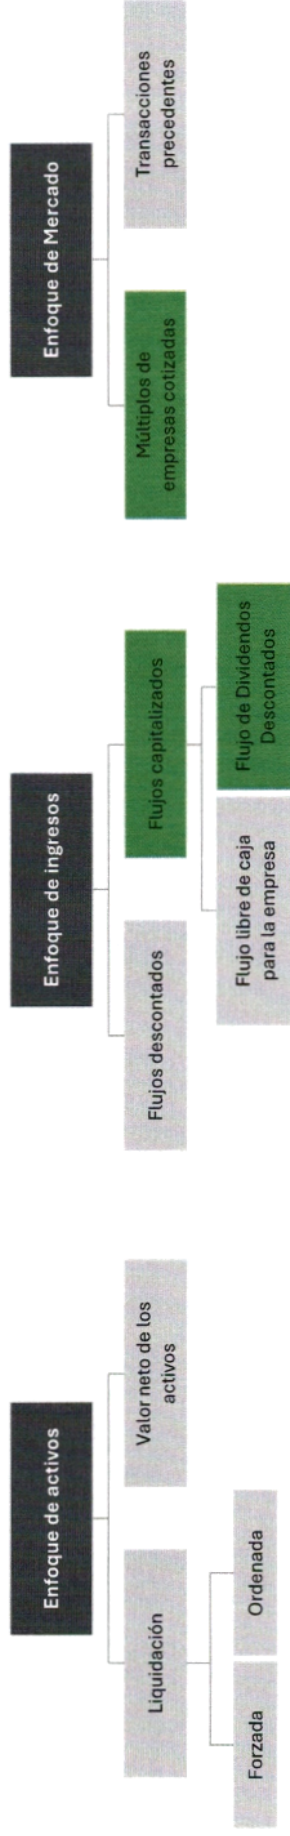 Enfoque de activos
Liquidación
Valor neto de los
activos
Forzada
Ordenada
Enfoque de ingresos
Flujos descontados
Flujos capitalizados
Flujo libre de caja
para la empresa
Flujo de Dividendos
Descontados
Enfoque de Mercado
Múltiplos de
empresas cotizadas
Transacciones
precedentes